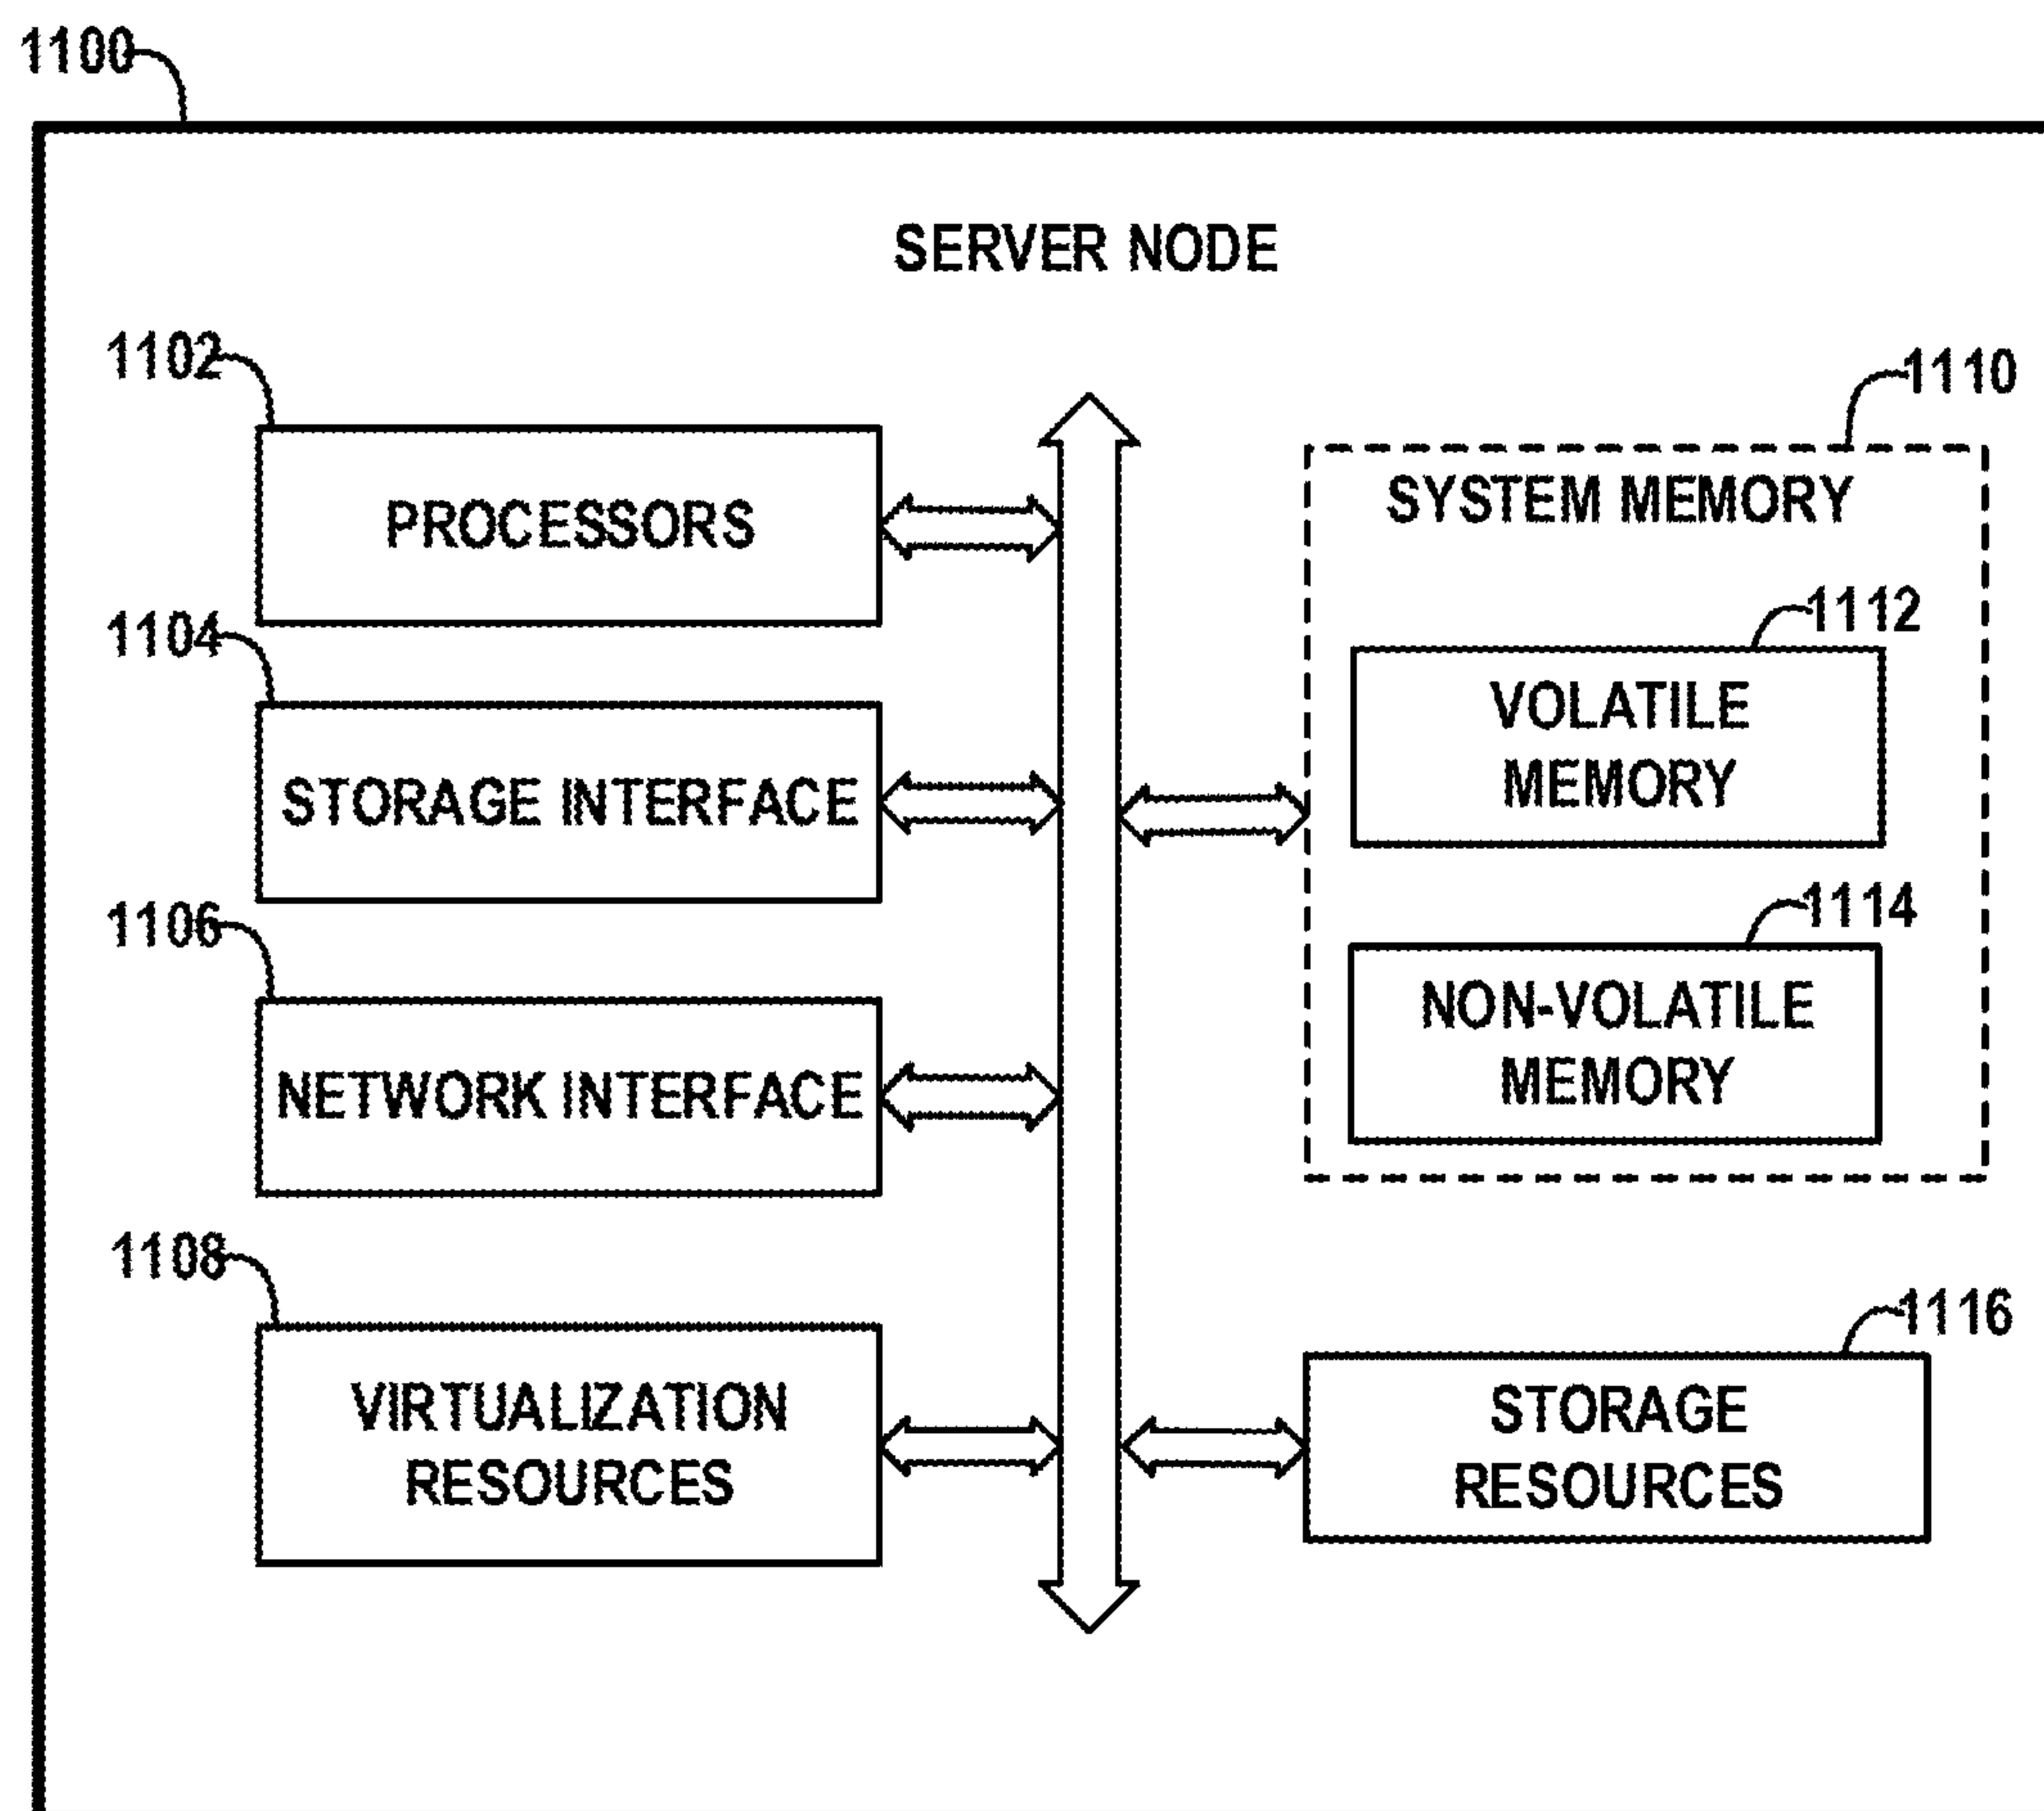 1100
SERVER NODE
1102
PROCESSORS
1104
STORAGE INTERFACE
1106
NETWORK INTERFACE
1108
VIRTUALIZATION
RESOURCES
1110
SYSTEM MEMORY
1112
VOLATILE
MEMORY
1114
NON-VOLATILE
MEMORY
1116
STORAGE
RESOURCES